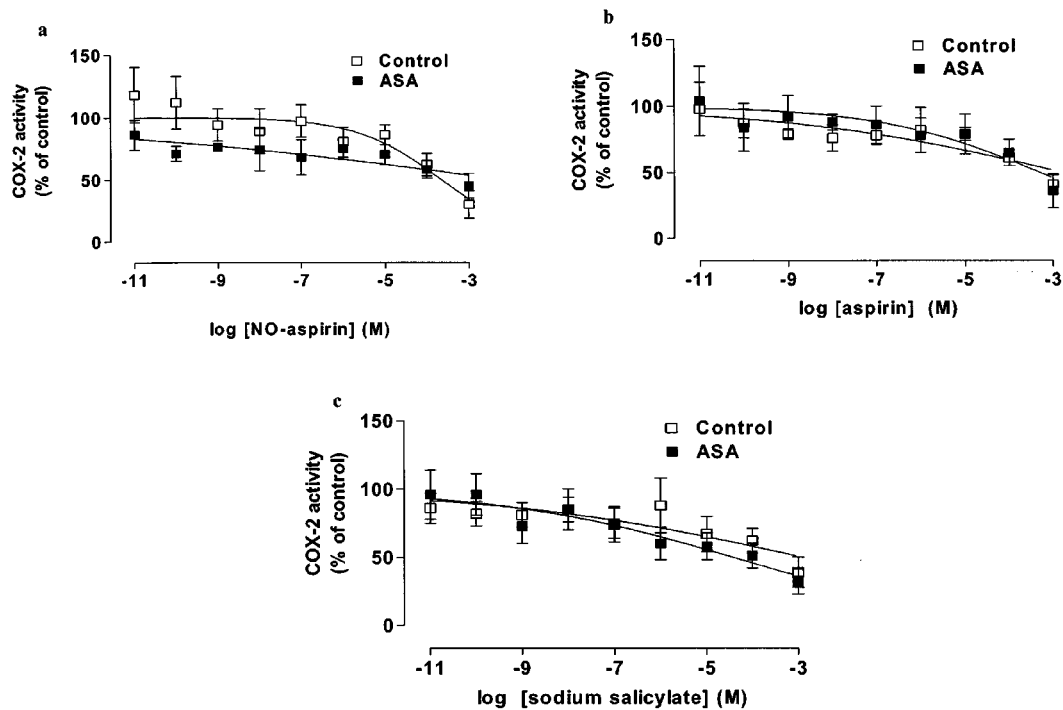 a
150
100
50
0
COX-2 activity
(% of control)
Control
ASA
-11 -9 -7 -5 -3
log [NO-aspirin] (M)
b
150
100
50
0
COX-2 activity
(% of control)
Control
ASA
-11 -9 -7 -5 -3
log [aspirin] (M)
c
150
100
50
0
COX-2 activity
(% of control)
Control
ASA
-11 -9 -7 -5 -3
log [sodium salicylate] (M)